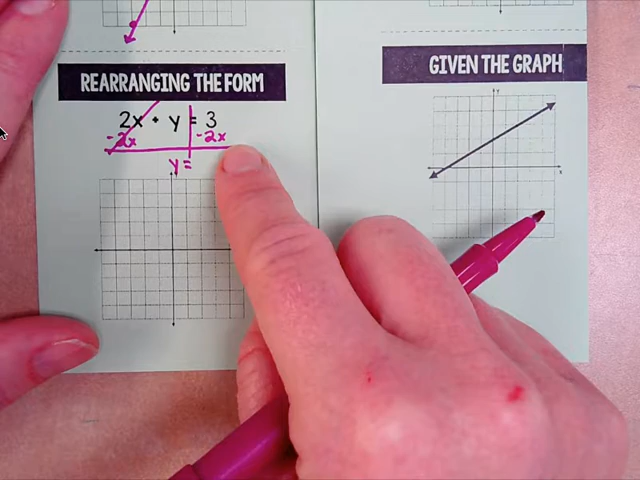 REARRANGING THE FORM
2x + y = 3
-2x -2x
y =
GIVEN THE GRAPH
y
x